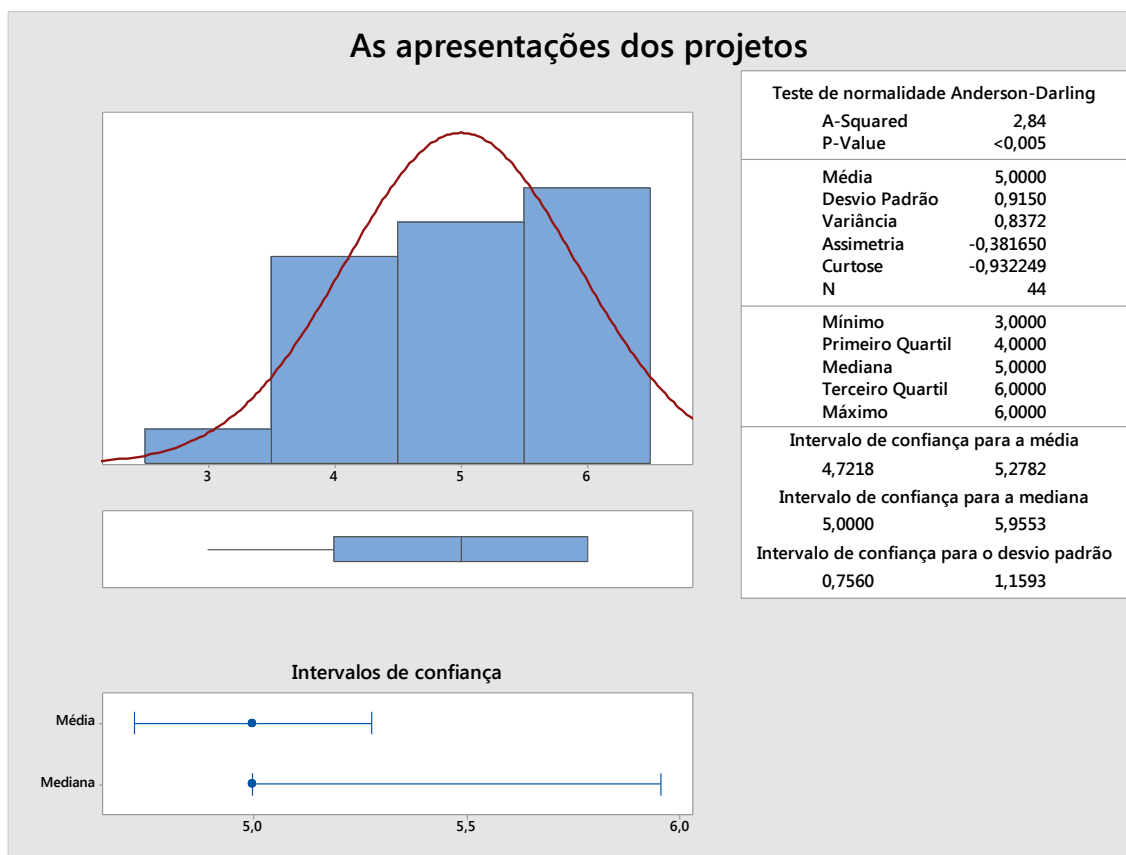 As apresentações dos projetos
3 4 5 6
Intervalos de confiança
Média
Mediana
5,0 5,5 6,0
Teste de normalidade Anderson-Darling
A-Squared 2,84
P-Value <0,005
Média 5,0000
Desvio Padrão 0,9150
Variância 0,8372
Assimetria -0,381650
Curtose -0,932249
N 44
Mínimo 3,0000
Primeiro Quartil 4,0000
Mediana 5,0000
Terceiro Quartil 6,0000
Máximo 6,0000
Intervalo de confiança para a média
4,7218 5,2782
Intervalo de confiança para a mediana
5,0000 5,9553
Intervalo de confiança para o desvio padrão
0,7560 1,1593